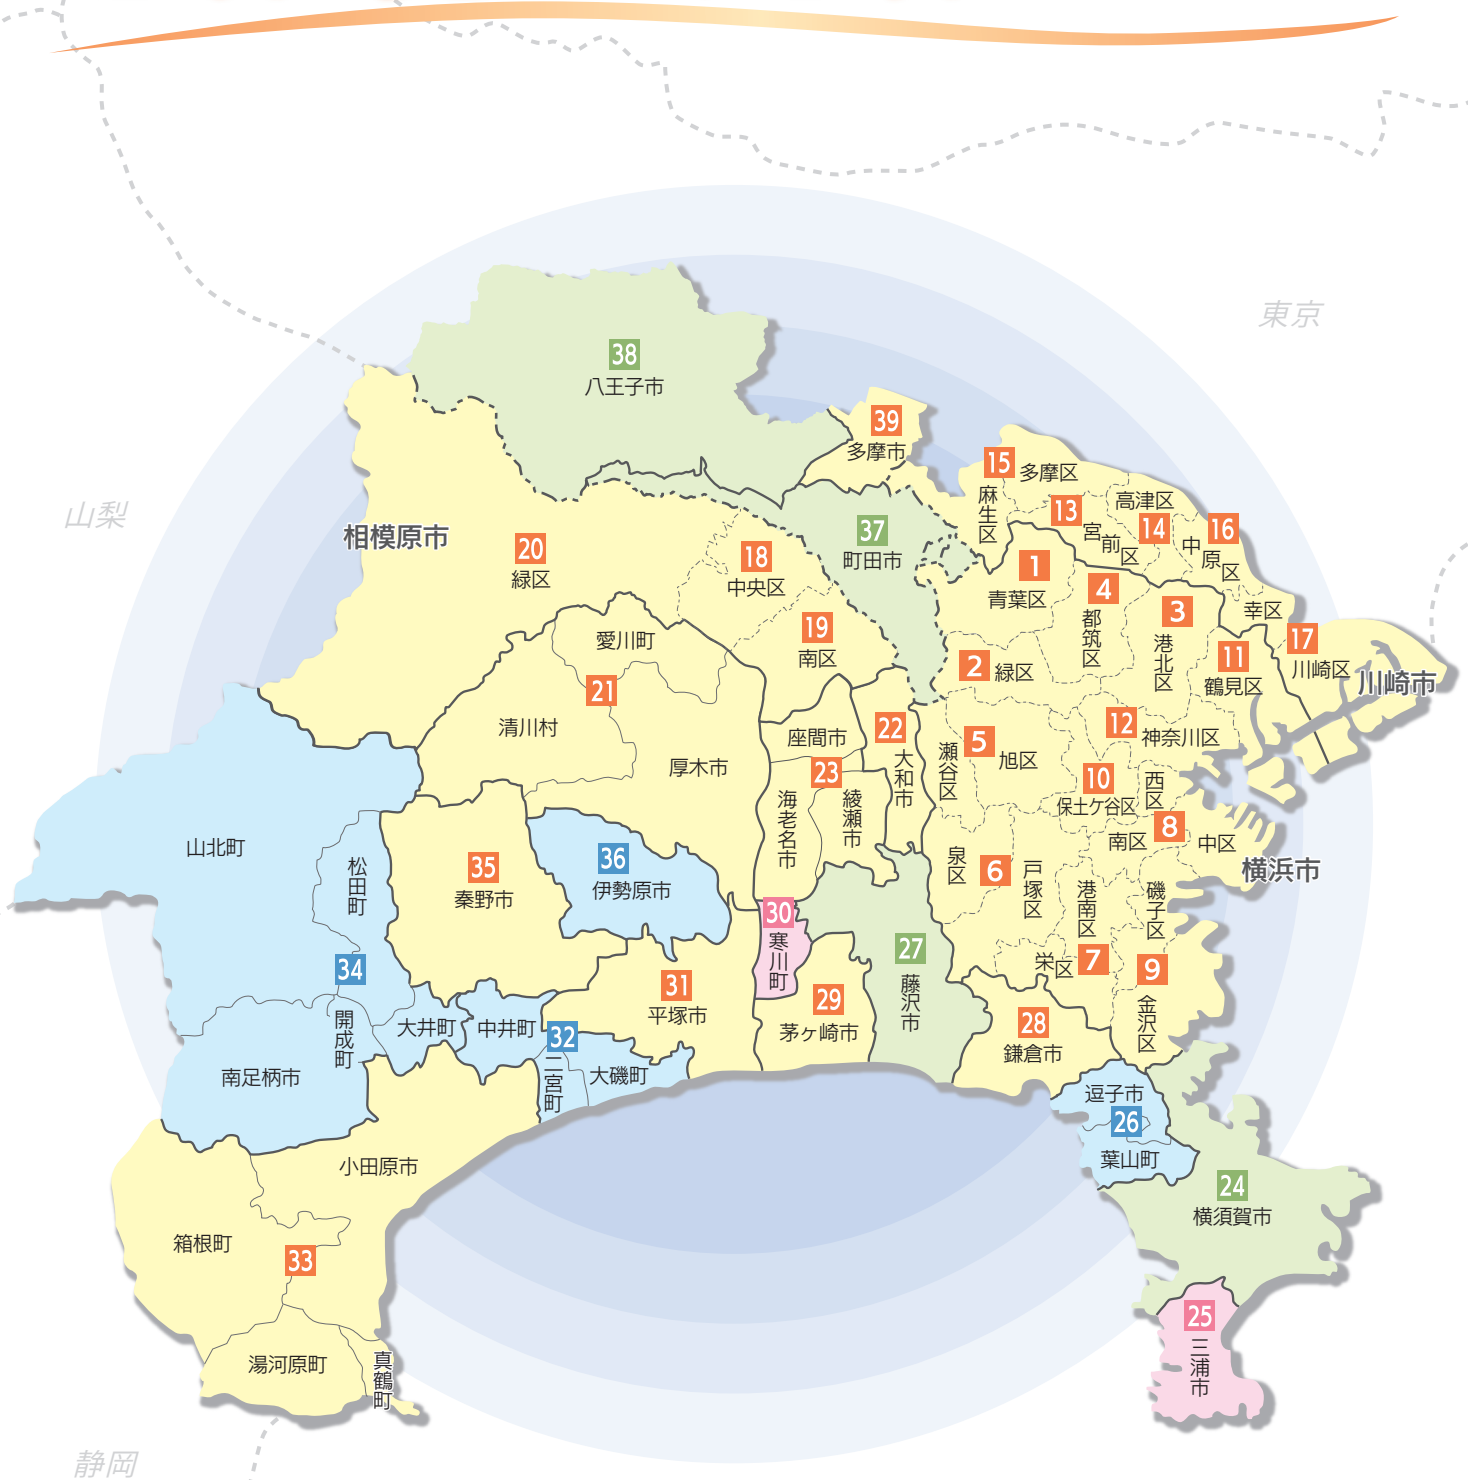 東京
38
八王子市
39
多摩市
15
多摩区
麻生区
13
宮前区
高津区
14
16
中原区
山梨
相模原市
20
緑区
18
中央区
37
町田市
1
青葉区
4
都筑区
3
港北区
幸区
17
川崎区
川崎市
19
南区
愛川町
21
清川村
2
緑区
11
鶴見区
厚木市
座間市
22
大和市
23
海老名市
綾瀬市
瀬谷区
5
旭区
12
神奈川区
10
保土ケ谷区
西区
8
南区
中区
横浜市
山北町
松田町
35
秦野市
36
伊勢原市
泉区
6
戸塚区
港南区
磯子区
30
寒川町
27
藤沢市
栄区
7
9
金沢区
34
開成町
大井町
中井町
32
二宮町
31
平塚市
29
茅ヶ崎市
28
鎌倉市
南足柄市
大磯町
逗子市
26
葉山町
小田原市
24
横須賀市
箱根町
33
25
三浦市
湯河原町
真鶴町
静岡